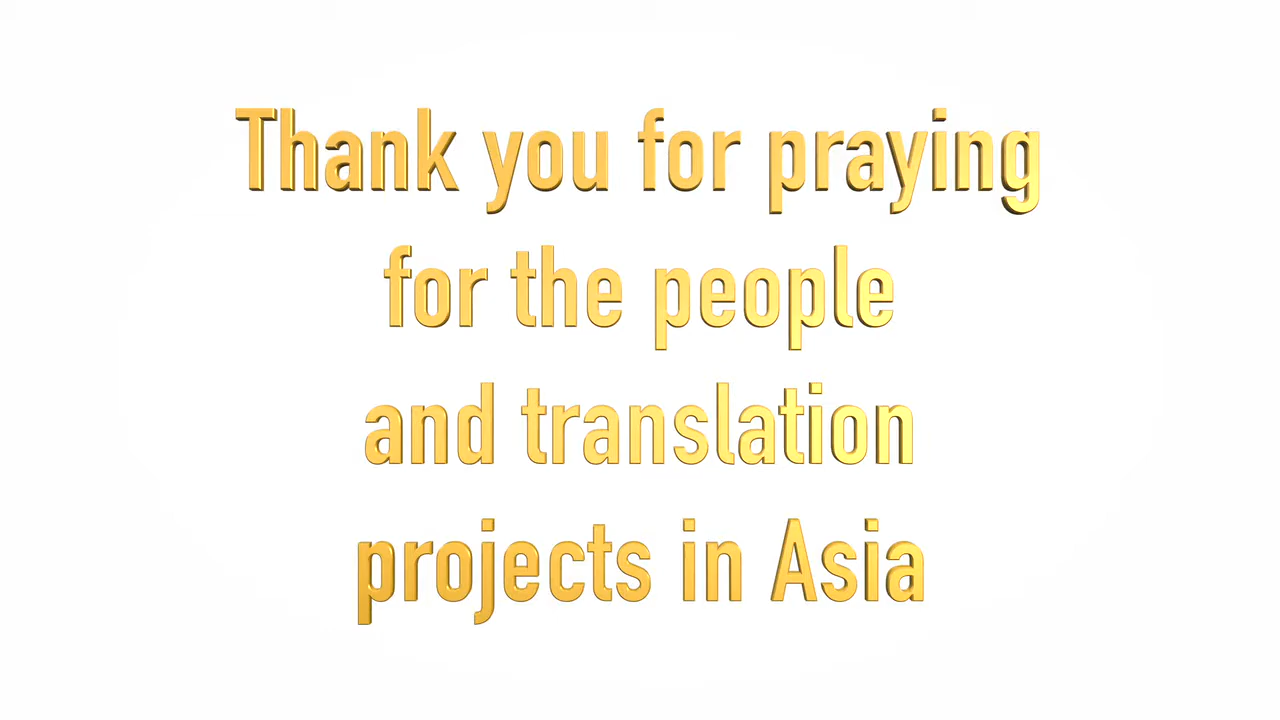 Thank you for praying
for the people
and translation
projects in Asia